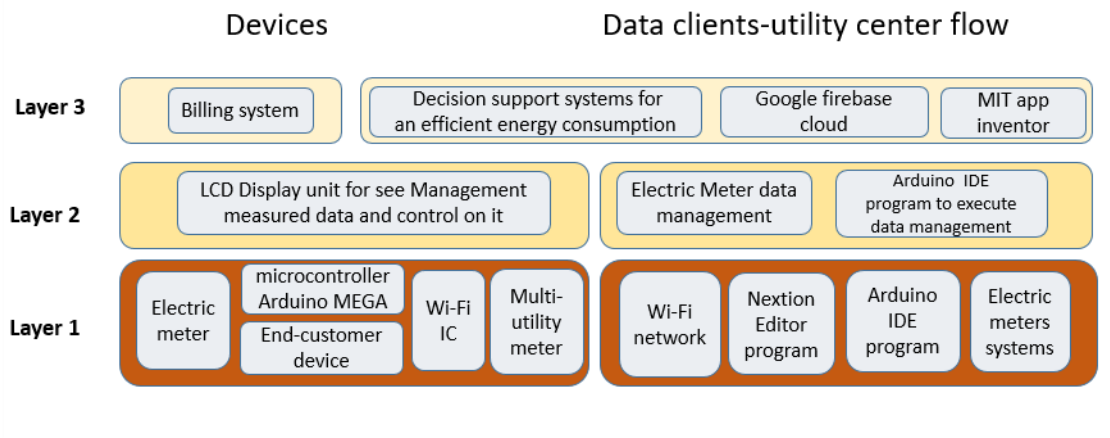 Devices
Data clients-utility center flow
Layer 3
Billing system
Decision support systems for
an efficient energy consumption
Google firebase
cloud
MIT app
inventor
Layer 2
LCD Display unit for see Management
measured data and control on it
Electric Meter data
management
Arduino IDE
program to execute
data management
Layer 1
Electric
meter
microcontroller
Arduino MEGA
End-customer
device
Wi-Fi
IC
Multi-
utility
meter
Wi-Fi
network
Nextion
Editor
program
Arduino
IDE
program
Electric
meters
systems